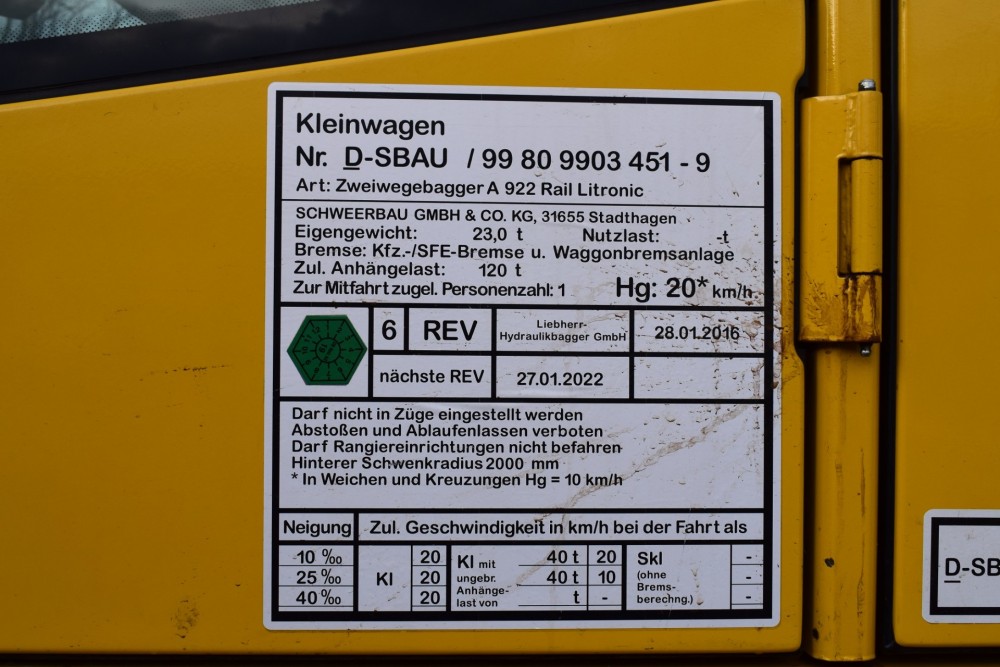 Kleinwagen
Nr. D-SBAU / 99 80 9903 451 - 9
Art: Zweiwegebagger A 922 Rail Litronic
SCHWEERBAU GMBH & CO. KG, 31655 Stadthagen
Eigengewicht: 23,0 t Nutzlast: -t
Bremse: Kfz.-/SFE-Bremse u. Waggonbremsanlage
Zul. Anhängelast: 120 t
Zur Mitfahrt zugel. Personenzahl: 1 Hg: 20* km/h
6 REV Liebherr-
Hydraulikbagger GmbH 28.01.2016
nächste REV 27.01.2022
Darf nicht in Züge eingestellt werden
Abstoßen und Ablaufenlassen verboten
Darf Rangiereinrichtungen nicht befahren
Hinterer Schwenkradius 2000 mm
* In Weichen und Kreuzungen Hg = 10 km/h
Neigung Zul. Geschwindigkeit in km/h bei der Fahrt als
10 ‰ Kl 20 Kl mit 40 t 20 Skl -
25 ‰ 20 ungebr. 40 t 10 (ohne -
40 ‰ 20 Anhänge- t - Brems- -
last von berechng.)
D-SB